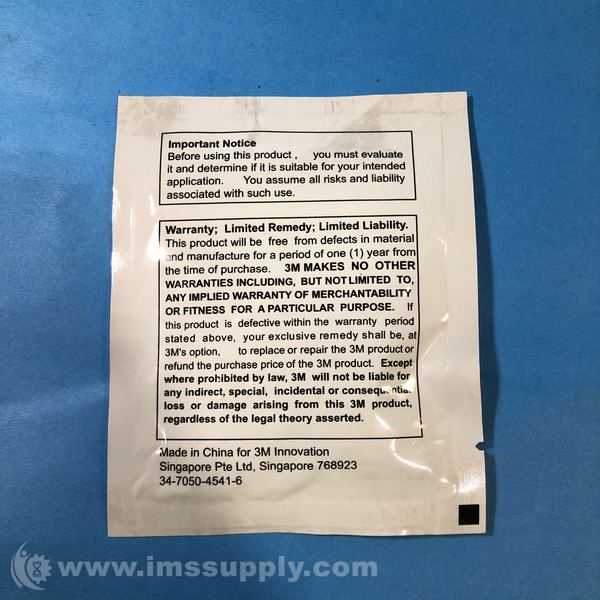 Important Notice
Before using this product , you must evaluate
it and determine if it is suitable for your intended
application. You assume all risks and liability
associated with such use.
Warranty; Limited Remedy; Limited Liability.
This product will be free from defects in material
and manufacture for a period of one (1) year from
the time of purchase. 3M MAKES NO OTHER
WARRANTIES INCLUDING, BUT NOT LIMITED TO,
ANY IMPLIED WARRANTY OF MERCHANTABILITY
OR FITNESS FOR A PARTICULAR PURPOSE. If
this product is defective within the warranty period
stated above, your exclusive remedy shall be, at
3M's option, to replace or repair the 3M product or
refund the purchase price of the 3M product. Except
where prohibited by law, 3M will not be liable for
any indirect, special, incidental or consequential
loss or damage arising from this 3M product,
regardless of the legal theory asserted.
Made in China for 3M Innovation
Singapore Pte Ltd, Singapore 768923
34-7050-4541-6
www.imssupply.com